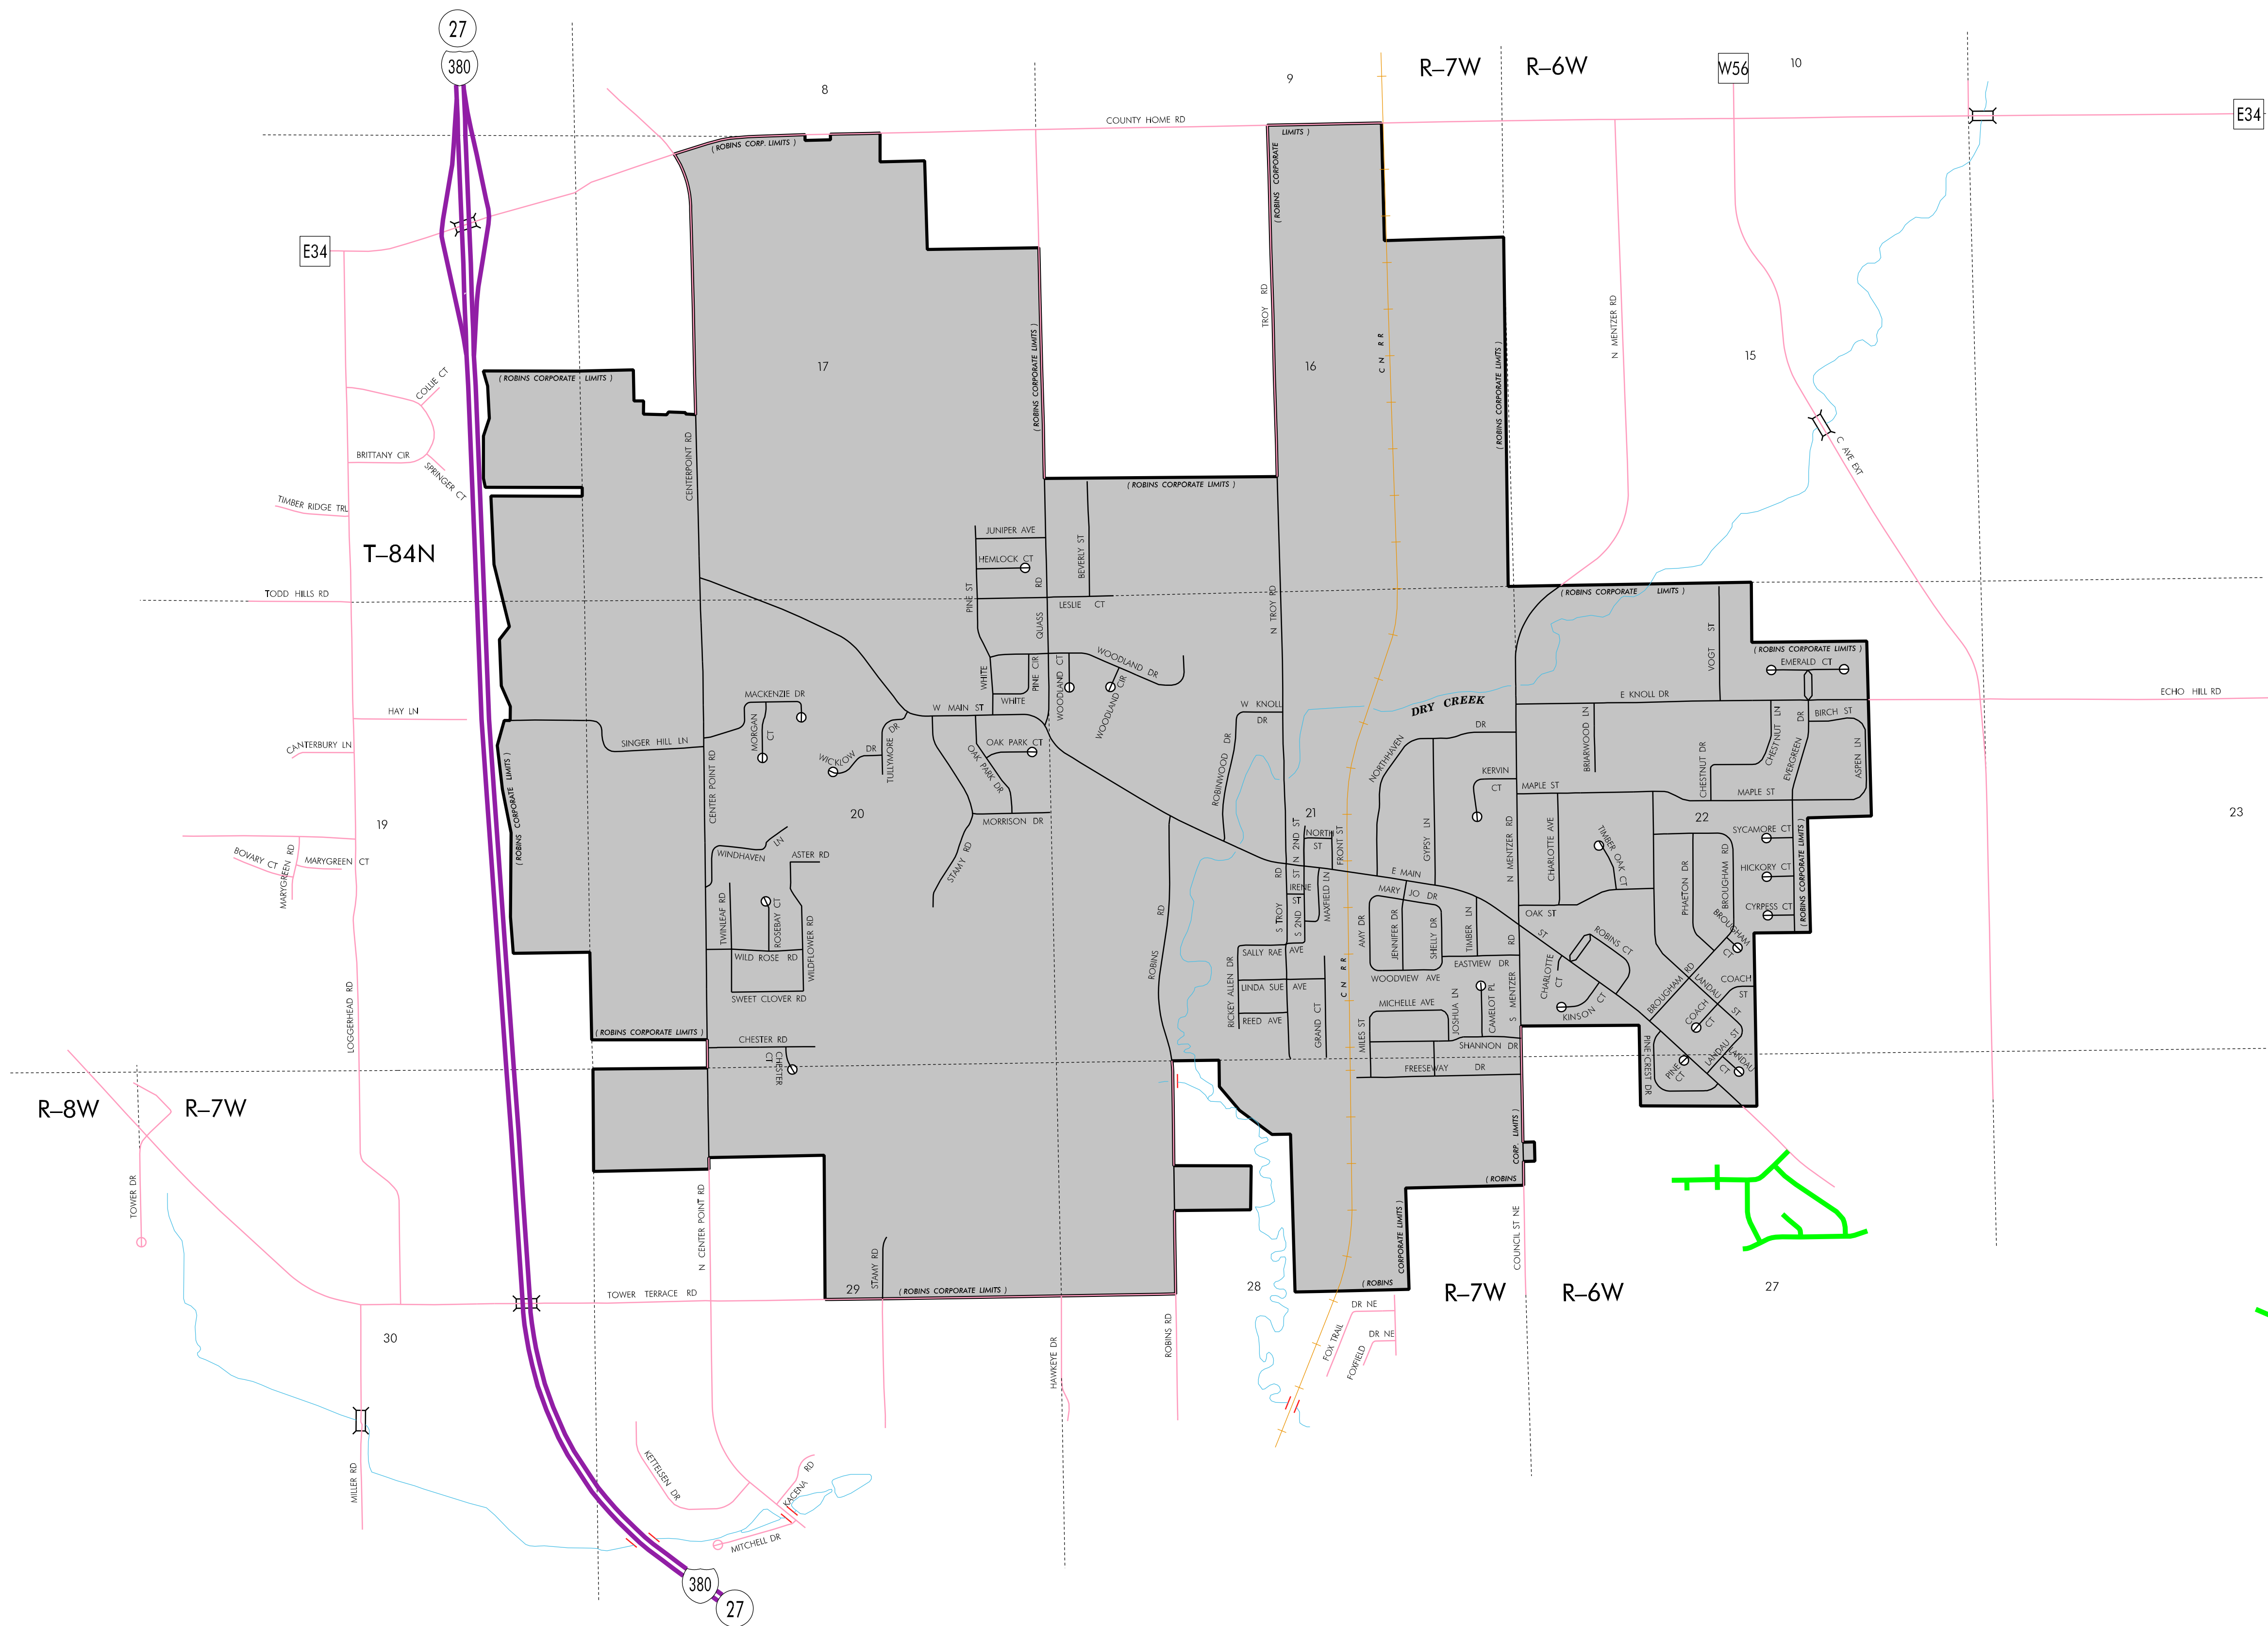 27
380
8
9
R–7W
R–6W
W56
10
E34
COUNTY HOME RD
( ROBINS CORP. LIMITS )
LIMITS )
( ROBINS CORPORATE
E34
TROY RD
C N R R
N MENTZER RD
15
17
16
( ROBINS CORPORATE LIMITS )
( ROBINS CORPORATE LIMITS )
( ROBINS CORPORATE LIMITS )
COLLIE CT
BRITTANY CIR
SPRINGER CT
CENTERPOINT RD
C AVE EXT
( ROBINS CORPORATE LIMITS )
TIMBER RIDGE TRL
T–84N
JUNIPER AVE
HEMLOCK CT
BEVERLY ST
PINE ST
QUASS RD
LESLIE CT
N TROY RD
TODD HILLS RD
( ROBINS CORPORATE LIMITS )
VOGT ST
( ROBINS CORPORATE LIMITS )
EMERALD CT
WOODLAND DR
WHITE
PINE CIR
WHITE
WOODLAND CT
WOODLAND CIR
MACKENZIE DR
MORGAN CT
W MAIN ST
W KNOLL
DR
DRY CREEK
E KNOLL DR
ECHO HILL RD
HAY LN
CANTERBURY LN
SINGER HILL LN
WICKLOW DR
TULLYMORE DR
OAK PARK CT
OAK PARK DR
ROBINWOOD DR
NORTHHAVEN
DR
BRIARWOOD LN
CHESTNUT LN
CHESTNUT DR
EVERGREEN DR
BIRCH ST
ASPEN LN
CENTER POINT RD
( ROBINS CORPORATE LIMITS )
KERVIN
CT
MAPLE ST
MAPLE ST
19
20
21
22
23
MORRISON DR
STAMY RD
WINDHAVEN LN
ASTER RD
NORTH
ST
N 2ND ST
FRONT ST
GYPSY LN
N MENTZER RD
CHARLOTTE AVE
TIMBER OAK CT
SYCAMORE CT
HICKORY CT
CYRPESS CT
( ROBINS CORPORATE LIMITS )
BOVARY CT
MARYGREEN RD
MARYGREEN CT
TWINLEAF RD
ROSEBAY CT
WILDFLOWER RD
WILD ROSE RD
SWEET CLOVER RD
E MAIN
ST
IRENE
ST
S 2ND ST
MAXFIELD LN
S TROY RD
MARY JO DR
AMY DR
JENNIFER DR
SHELLY DR
TIMBER LN
OAK ST
PHAETON DR
BROUGHAM RD
BROUGHAM
CT
ROBINS CT
CHARLOTTE
CT
KINSON CT
BROUGHAM RD
LANDAU ST
COACH
ST
COACH
CT
SALLY RAE AVE
LINDA SUE AVE
REED AVE
RICKEY ALLEN DR
GRAND CT
C N R R
WOODVIEW AVE
EASTVIEW DR
MICHELLE AVE
JOSHUA LN
CAMELOT PL
S MENTZER RD
MILES ST
SHANNON DR
FREESEWAY DR
ROBINS RD
LOGGERHEAD RD
( ROBINS CORPORATE LIMITS )
CHESTER RD
CHESTER
CT
PINE CREST DR
PINE
CT
LANDAU ST
LANDAU
CT
R–8W
R–7W
TOWER DR
N CENTER POINT RD
( ROBINS
CORP. LIMITS )
COUNCIL ST NE
CORPORATE LIMITS )
( ROBINS
STAMY RD
29
( ROBINS CORPORATE LIMITS )
28
R–7W
R–6W
27
TOWER TERRACE RD
30
HAWKEYE DR
ROBINS RD
DR NE
FOX TRAIL
DR NE
FOXFIELD
MILLER RD
KETTELSEN DR
KACENA RD
MITCHELL DR
380
27